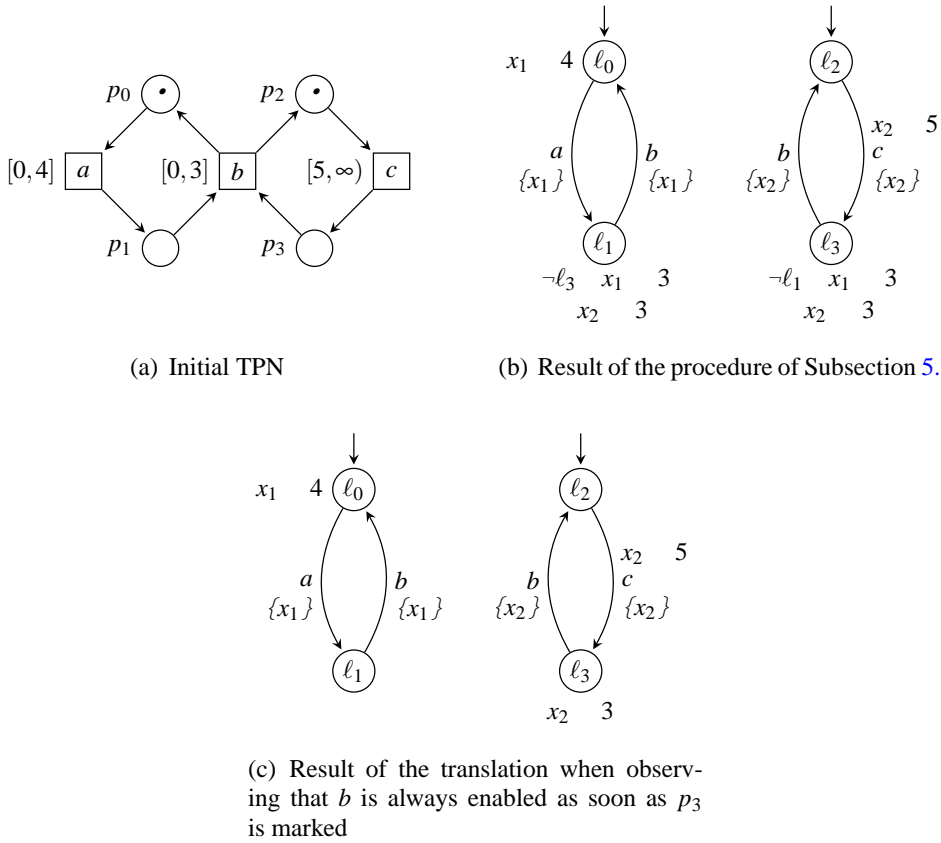 p0 p2
[0, 4] a [0, 3] b [5, ∞) c
p1 p3
(a) Initial TPN
x1 4 ℓ0
a b
{x1} {x1}
ℓ1
¬ℓ3 x1 3
x2 3
ℓ2
x2 5
b c
{x2} {x2}
ℓ3
¬ℓ1 x1 3
x2 3
(b) Result of the procedure of Subsection 5.
x1 4 ℓ0
a b
{x1} {x1}
ℓ1
ℓ2
x2 5
b c
{x2} {x2}
ℓ3
x2 3
(c) Result of the translation when observ-
ing that b is always enabled as soon as p3
is marked